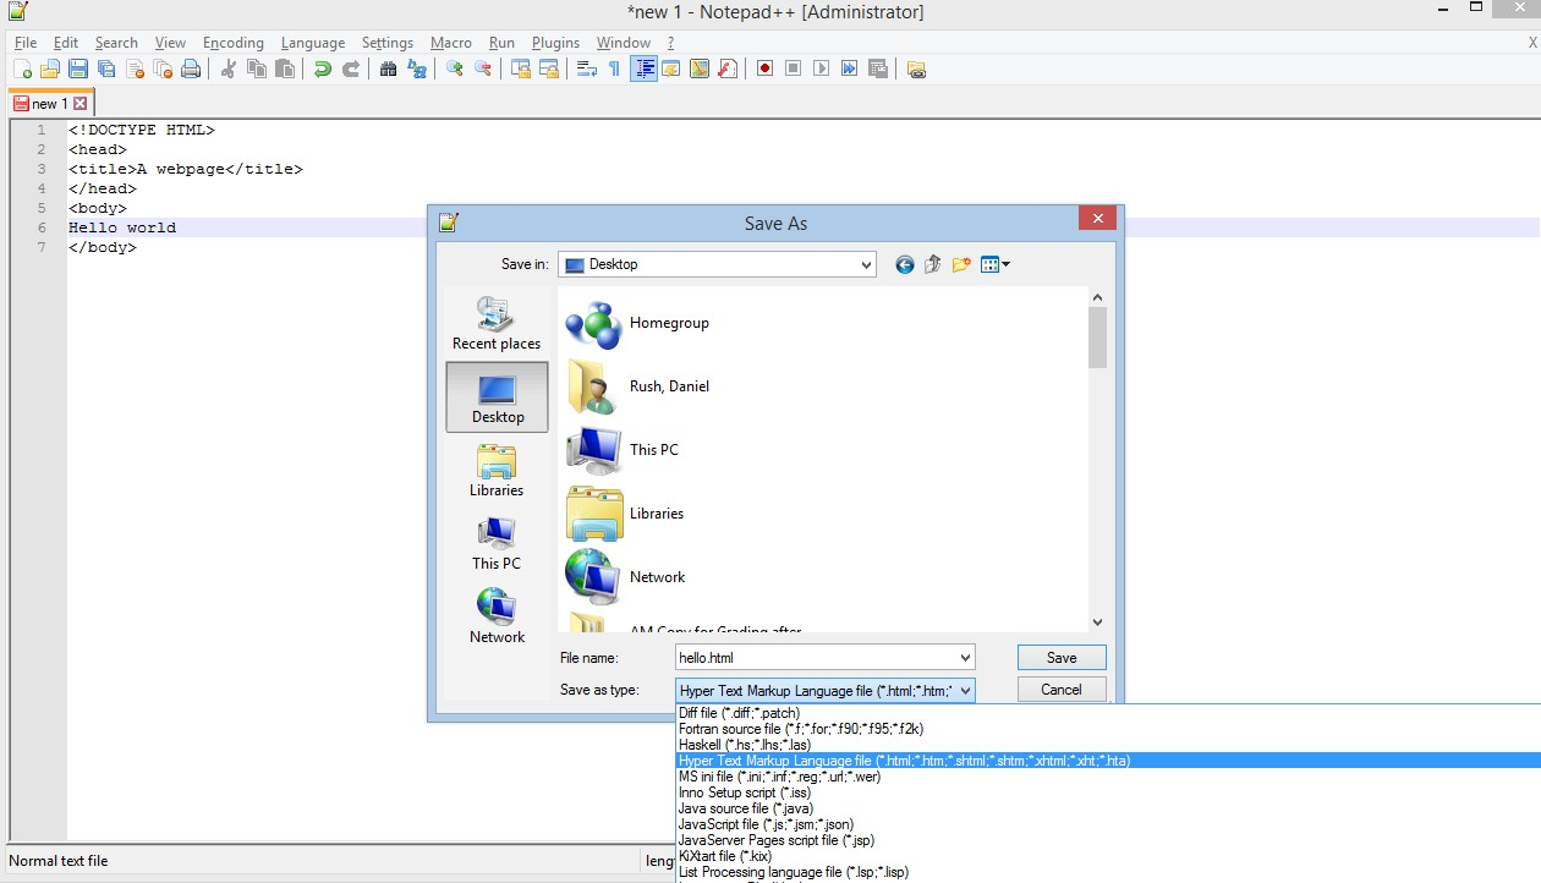 *new 1 - Notepad++ [Administrator]
File Edit Search View Encoding Language Settings Macro Run Plugins Window ? X
new 1
1 <!DOCTYPE HTML>
2 <head>
3 <title>A webpage</title>
4 </head>
5 <body>
6 Hello world
7 </body>
Save As
Save in: Desktop
Recent places
Desktop
Libraries
This PC
Network
Homegroup
Rush, Daniel
This PC
Libraries
Network
AM Copy for Grading after
File name: hello.html Save
Save as type: Hyper Text Markup Language file (*.html;*.htm;* Cancel
Diff file (*.diff;*.patch)
Fortran source file (*.f;*.for;*.f90;*.f95;*.f2k)
Haskell (*.hs;*.lhs;*.las)
Hyper Text Markup Language file (*.html;*.htm;*.shtml;*.shtm;*.xhtml;*.xht;*.hta)
MS ini file (*.ini;*.inf;*.reg;*.url;*.wer)
Inno Setup script (*.iss)
Java source file (*.java)
JavaScript file (*.js;*.jsm;*.json)
JavaServer Pages script file (*.jsp)
KiXtart file (*.kix)
List Processing language file (*.lsp;*.lisp)
Normal text file leng